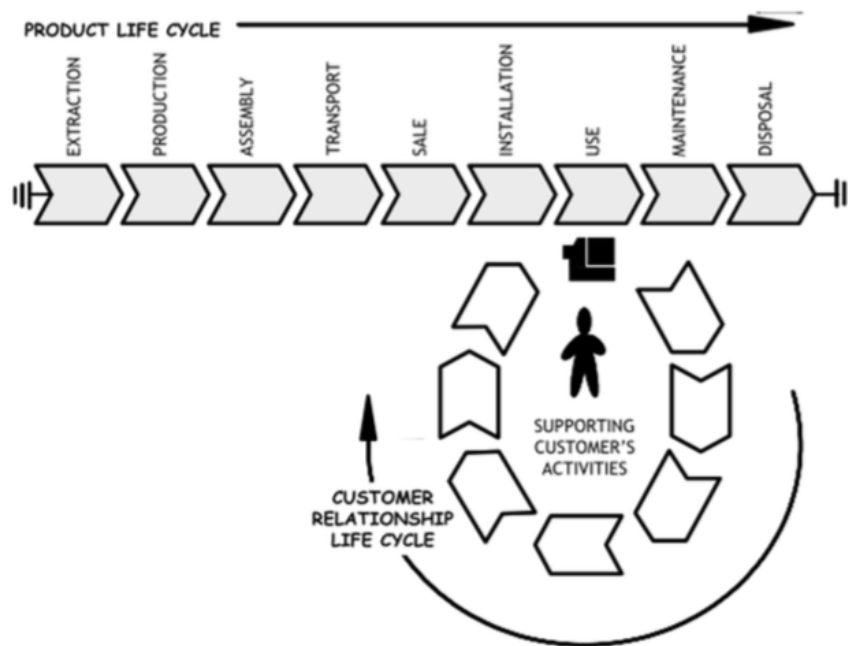 PRODUCT LIFE CYCLE
EXTRACTION
PRODUCTION
ASSEMBLY
TRANSPORT
SALE
INSTALLATION
USE
MAINTENANCE
DISPOSAL
SUPPORTING
CUSTOMER'S
ACTIVITIES
CUSTOMER
RELATIONSHIP
LIFE CYCLE